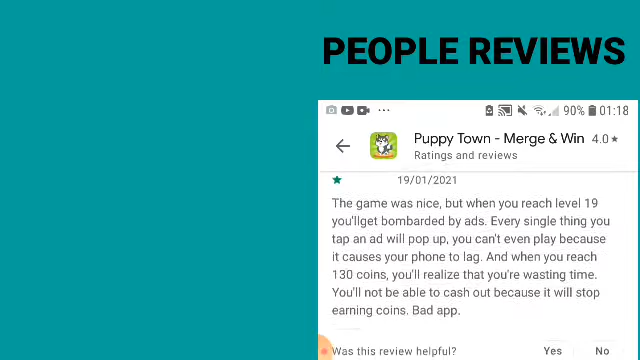 PEOPLE REVIEWS
90% 01:18
Puppy Town - Merge & Win 4.0★
Ratings and reviews
★ 19/01/2021
The game was nice, but when you reach level 19
you'llget bombarded by ads. Every single thing you
tap an ad will pop up, you can't even play because
it causes your phone to lag. And when you reach
130 coins, you'll realize that you're wasting time.
You'll not be able to cash out because it will stop
earning coins. Bad app.
Was this review helpful? Yes No